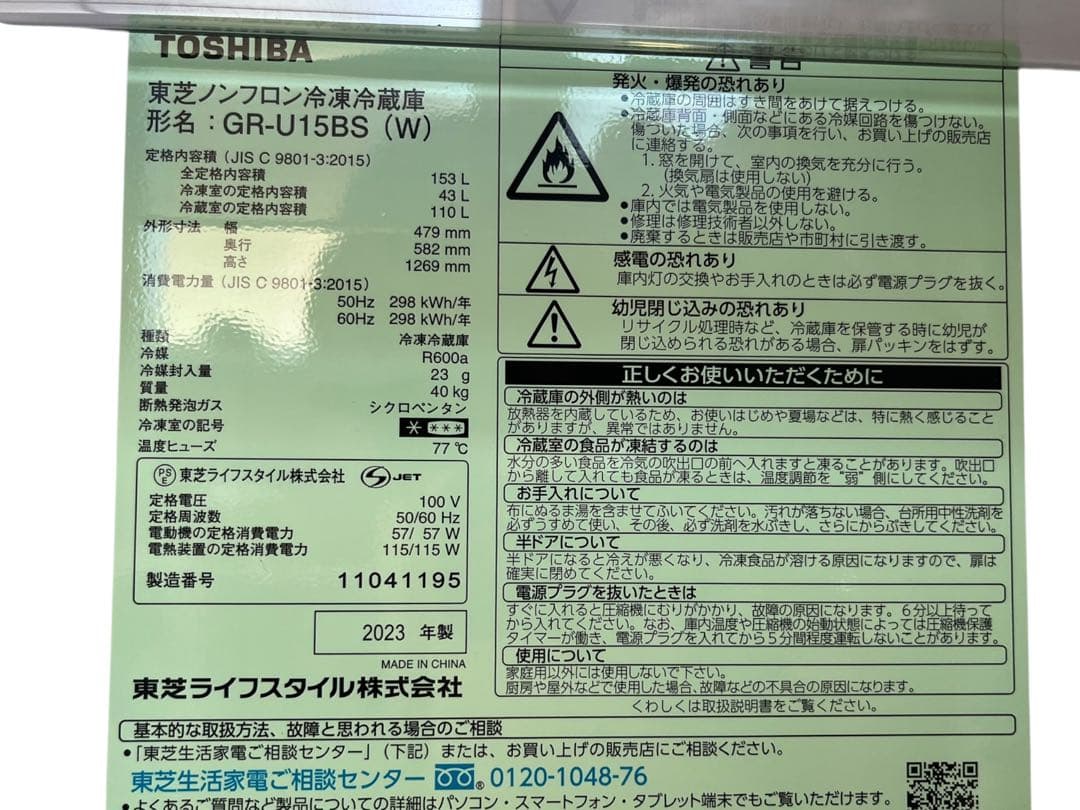 TOSHIBA
東芝ノンフロン冷凍冷蔵庫
形名：GR-U15BS（W）
定格内容積（JIS C 9801-3:2015）
全定格内容積 153 L
冷凍室の定格内容積 43 L
冷蔵室の定格内容積 110 L
外形寸法 幅 479 mm
奥行 582 mm
高さ 1269 mm
消費電力量（JIS C 9801-3:2015）
50Hz 298 kWh/年
60Hz 298 kWh/年
種類 冷凍冷蔵庫
冷媒 R600a
冷媒封入量 23 g
質量 40 kg
断熱発泡ガス シクロペンタン
冷凍室の記号
温度ヒューズ 77 ℃
PSE 東芝ライフスタイル株式会社 JET
定格電圧 100 V
定格周波数 50/60 Hz
電動機の定格消費電力 57/ 57 W
電熱装置の定格消費電力 115/115 W
製造番号 11041195
2023 年製
MADE IN CHINA
東芝ライフスタイル株式会社
警告
発火・爆発の恐れあり
●冷蔵庫の周囲はすき間をあけて据えつける。
●冷蔵庫背面・側面などにある冷媒回路を傷つけない。
傷ついた場合、次の事項を行い、お買い上げの販売店
に連絡する。
1. 窓を開けて、室内の換気を充分に行う。
（換気扇は使用しない）
2. 火気や電気製品の使用を避ける。
●庫内では電気製品を使用しない。
●修理は修理技術者以外しない。
●廃棄するときは販売店や市町村に引き渡す。
感電の恐れあり
庫内灯の交換やお手入れのときは必ず電源プラグを抜く。
幼児閉じ込みの恐れあり
リサイクル処理時など、冷蔵庫を保管する時に幼児が
閉じ込められる恐れがある場合、扉パッキンをはずす。
正しくお使いいただくために
冷蔵庫の外側が熱いのは
放熱器を内蔵しているため、お使いはじめや夏場などは、特に熱く感じること
がありますが、異常ではありません。
冷蔵室の食品が凍結するのは
水分の多い食品を冷気の吹出口の前へ入れますと凍ることがあります。吹出口
から離して入れても食品が凍るときは、温度調節を“弱”側にしてください。
お手入れについて
布にぬるま湯を含ませてふいてください。汚れが落ちない場合、台所用中性洗剤を
必ずうすめて使い、その後、必ず洗剤を水ぶきし、さらにからぶきしてください。
半ドアについて
半ドアになると冷えが悪くなり、冷凍食品が溶ける原因になりますので、扉は
確実に閉めてください。
電源プラグを抜いたときは
すぐに入れると圧縮機にむりがかかり、故障の原因になります。6分以上待って
から入れてください。なお、庫内温度や圧縮機の始動状態によっては圧縮機保護
タイマーが働き、電源プラグを入れてから5分間程度運転しないことがあります。
使用について
家庭用以外には使用しないで下さい。
厨房や屋外などで使用した場合、故障などの不具合の原因になります。
くわしくは取扱説明書をご覧ください。
基本的な取扱方法、故障と思われる場合のご相談
●「東芝生活家電ご相談センター」（下記）または、お買い上げの販売店にご相談ください。
東芝生活家電ご相談センター ® 0120-1048-76
●よくあるご質問など製品についての詳細はパソコン・スマートフォン・タブレット端末でもご覧になれます。